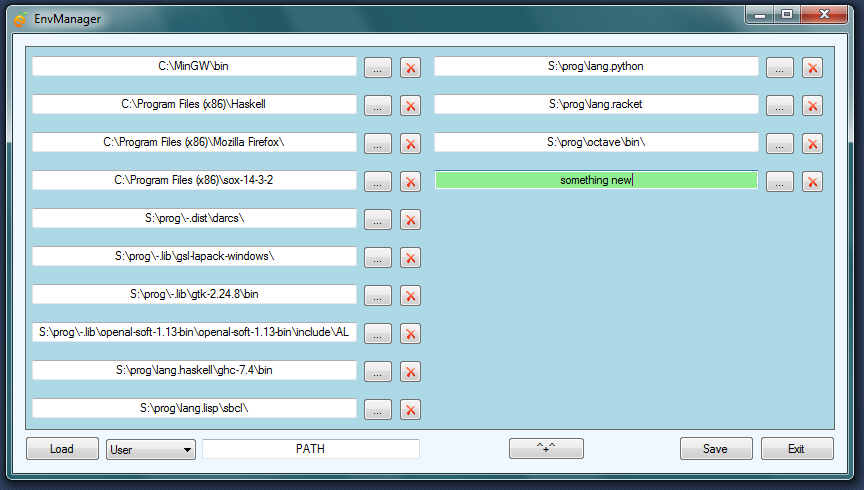 EnvManager
C:\MinGW\bin ...
C:\Program Files (x86)\Haskell ...
C:\Program Files (x86)\Mozilla Firefox\ ...
C:\Program Files (x86)\sox-14-3-2 ...
S:\prog\-.dist\darcs\ ...
S:\prog\-.lib\gsl-lapack-windows\ ...
S:\prog\-.lib\gtk-2.24.8\bin ...
S:\prog\-.lib\openal-soft-1.13-bin\openal-soft-1.13-bin\include\AL ...
S:\prog\lang.haskell\ghc-7.4\bin ...
S:\prog\lang.lisp\sbcl\ ...
S:\prog\lang.python ...
S:\prog\lang.racket ...
S:\prog\octave\bin\ ...
something new ...
Load User PATH ^+^ Save Exit